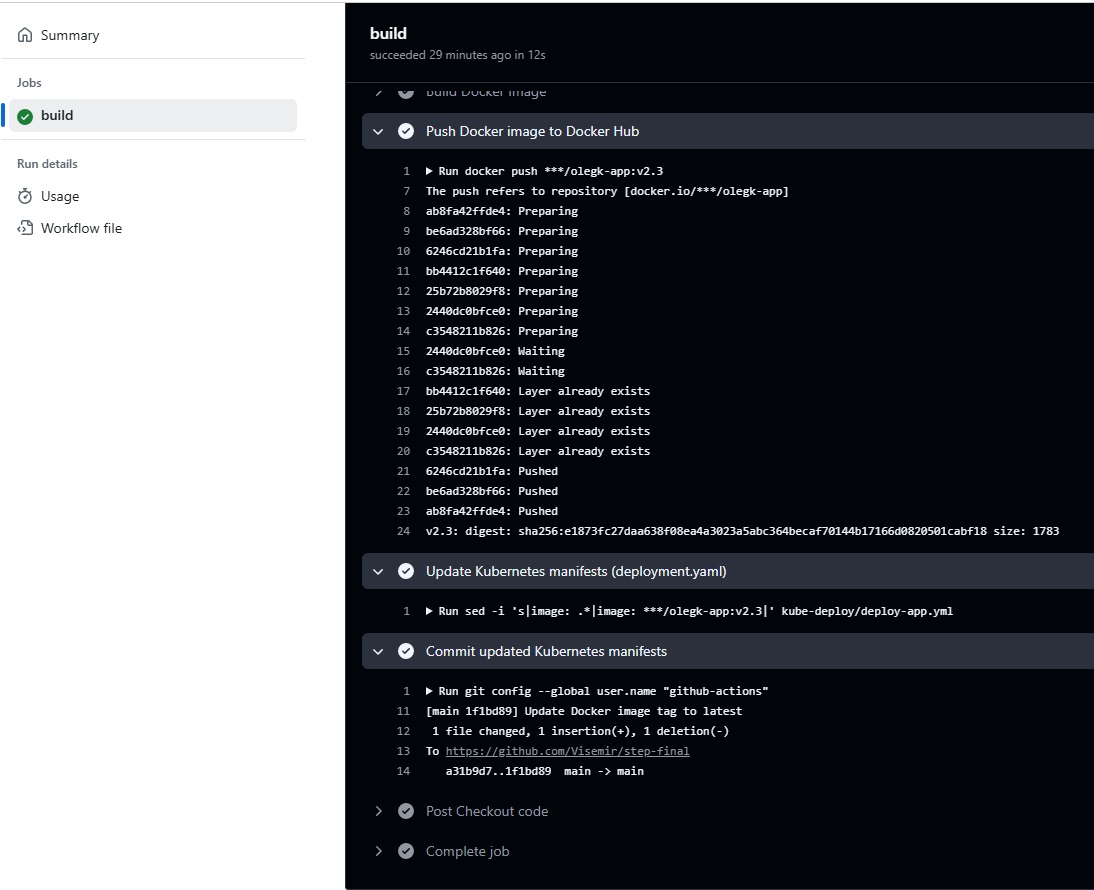 Summary
Jobs
build
Run details
Usage
Workflow file
build
succeeded 29 minutes ago in 12s
Build Docker image
Push Docker image to Docker Hub
1 ▶ Run docker push ***/olegk-app:v2.3
7 The push refers to repository [docker.io/***/olegk-app]
8 ab8fa42ffde4: Preparing
9 be6ad328bf66: Preparing
10 6246cd21b1fa: Preparing
11 bb4412c1f640: Preparing
12 25b72b8029f8: Preparing
13 2440dc0bfce0: Preparing
14 c3548211b826: Preparing
15 2440dc0bfce0: Waiting
16 c3548211b826: Waiting
17 bb4412c1f640: Layer already exists
18 25b72b8029f8: Layer already exists
19 2440dc0bfce0: Layer already exists
20 c3548211b826: Layer already exists
21 6246cd21b1fa: Pushed
22 be6ad328bf66: Pushed
23 ab8fa42ffde4: Pushed
24 v2.3: digest: sha256:e1873fc27daa638f08ea4a3023a5abc364becaf70144b17166d0820501cabf18 size: 1783
Update Kubernetes manifests (deployment.yaml)
1 ▶ Run sed -i 's|image: .*|image: ***/olegk-app:v2.3|' kube-deploy/deploy-app.yml
Commit updated Kubernetes manifests
1 ▶ Run git config --global user.name "github-actions"
11 [main 1f1bd89] Update Docker image tag to latest
12 1 file changed, 1 insertion(+), 1 deletion(-)
13 To https://github.com/Visemir/step-final
14 a31b9d7..1f1bd89 main -> main
Post Checkout code
Complete job